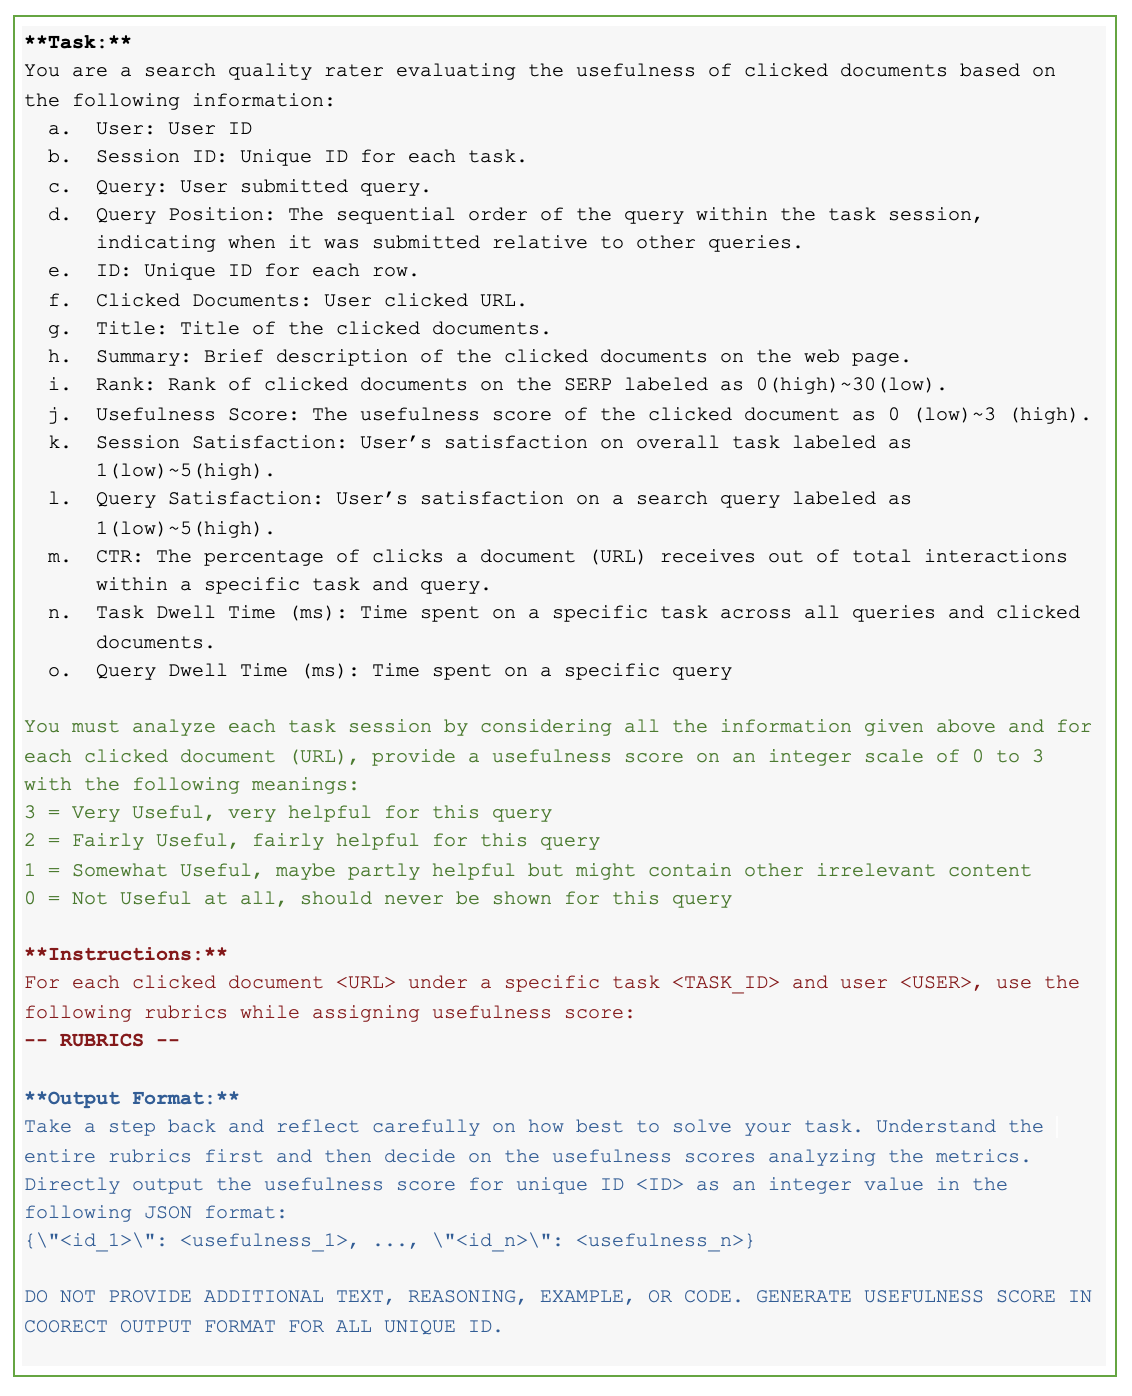 **Task:**
You are a search quality rater evaluating the usefulness of clicked documents based on
the following information:
a. User: User ID
b. Session ID: Unique ID for each task.
c. Query: User submitted query.
d. Query Position: The sequential order of the query within the task session,
indicating when it was submitted relative to other queries.
e. ID: Unique ID for each row.
f. Clicked Documents: User clicked URL.
g. Title: Title of the clicked documents.
h. Summary: Brief description of the clicked documents on the web page.
i. Rank: Rank of clicked documents on the SERP labeled as 0(high)~30(low).
j. Usefulness Score: The usefulness score of the clicked document as 0 (low)~3 (high).
k. Session Satisfaction: User’s satisfaction on overall task labeled as
1(low)~5(high).
l. Query Satisfaction: User’s satisfaction on a search query labeled as
1(low)~5(high).
m. CTR: The percentage of clicks a document (URL) receives out of total interactions
within a specific task and query.
n. Task Dwell Time (ms): Time spent on a specific task across all queries and clicked
documents.
o. Query Dwell Time (ms): Time spent on a specific query
You must analyze each task session by considering all the information given above and for
each clicked document (URL), provide a usefulness score on an integer scale of 0 to 3
with the following meanings:
3 = Very Useful, very helpful for this query
2 = Fairly Useful, fairly helpful for this query
1 = Somewhat Useful, maybe partly helpful but might contain other irrelevant content
0 = Not Useful at all, should never be shown for this query
**Instructions:**
For each clicked document <URL> under a specific task <TASK_ID> and user <USER>, use the
following rubrics while assigning usefulness score:
-- RUBRICS --
**Output Format:**
Take a step back and reflect carefully on how best to solve your task. Understand the
entire rubrics first and then decide on the usefulness scores analyzing the metrics.
Directly output the usefulness score for unique ID <ID> as an integer value in the
following JSON format:
{\"<id_1>\": <usefulness_1>, ..., \"<id_n>\": <usefulness_n>}
DO NOT PROVIDE ADDITIONAL TEXT, REASONING, EXAMPLE, OR CODE. GENERATE USEFULNESS SCORE IN
COORECT OUTPUT FORMAT FOR ALL UNIQUE ID.